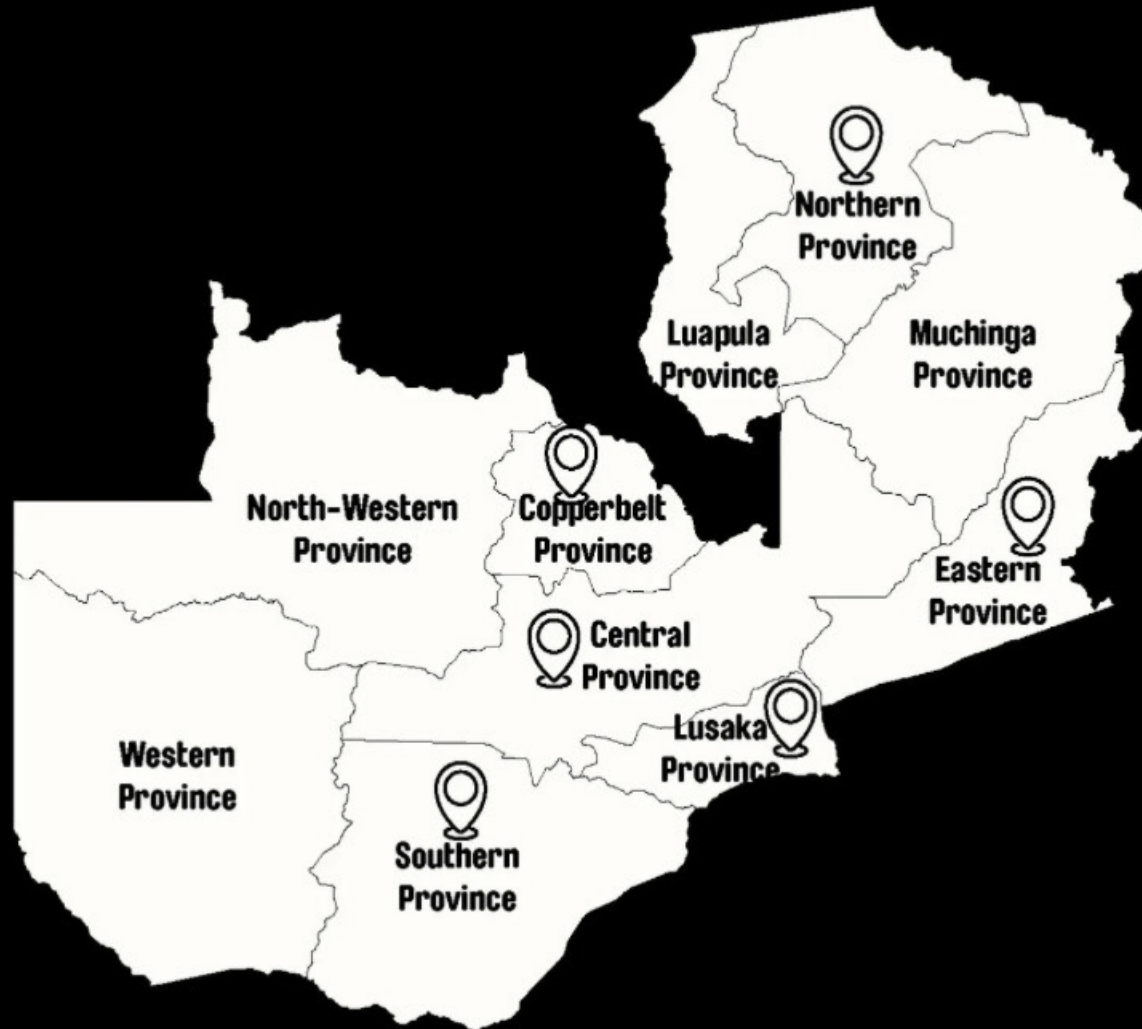 Northern
Province
Luapula
Province
Muchinga
Province
North-Western
Province
Copperbelt
Province
Eastern
Province
Central
Province
Lusaka
Province
Western
Province
Southern
Province